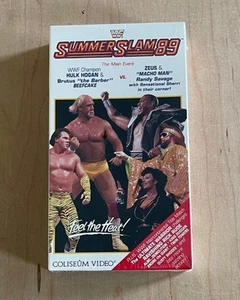 WWF
SUMMERSLAM 89
The Main Event
WWF Champion
HULK HOGAN &
Brutus "the Barber"
BEEFCAKE
VS.
ZEUS &
"MACHO MAN"
Randy Savage
with Sensational Sherri
in their corner!
Feel the Heat!
COLISEUM VIDEO